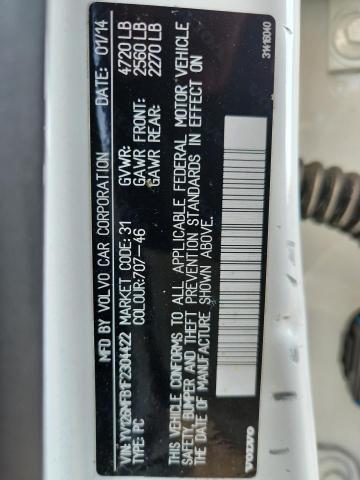 MFD BY VOLVO CAR CORPORATION DATE: 01/14
VIN: YV126MFB1F2304422 GVWR: 4720 LB
TYPE: PC MARKET CODE: 31 GAWR FRONT: 2560 LB
COLOUR: 707-46 GAWR REAR: 2270 LB
THIS VEHICLE CONFORMS TO ALL APPLICABLE FEDERAL MOTOR VEHICLE
SAFETY, BUMPER AND THEFT PREVENTION STANDARDS IN EFFECT ON
THE DATE OF MANUFACTURE SHOWN ABOVE.
VOLVO 31416040